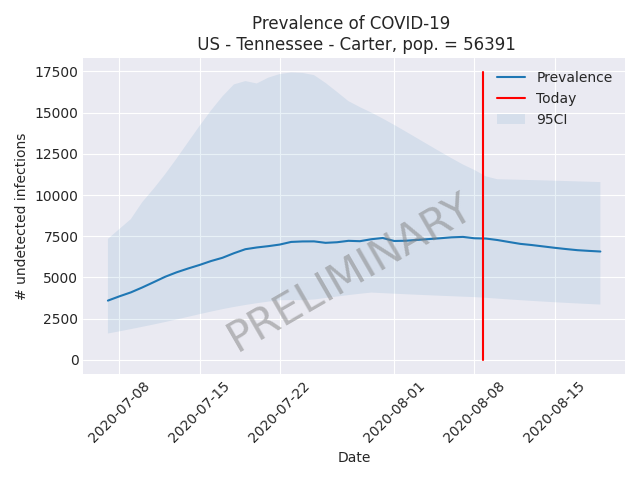 Prevalence of COVID-19
US - Tennessee - Carter, pop. = 56391
17500
15000
12500
10000
7500
5000
2500
0
# undetected infections
Prevalence
Today
95CI
PRELIMINARY
2020-07-08
2020-07-15
2020-07-22
2020-08-01
2020-08-08
2020-08-15
Date